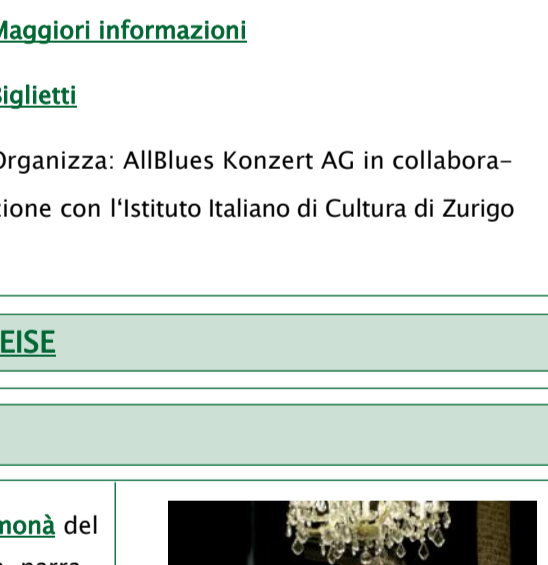 Maggiori informazioni
Biglietti
Organizza: AllBlues Konzert AG in collabora–
zione con l‘Istituto Italiano di Cultura di Zurigo
EISE
monà del